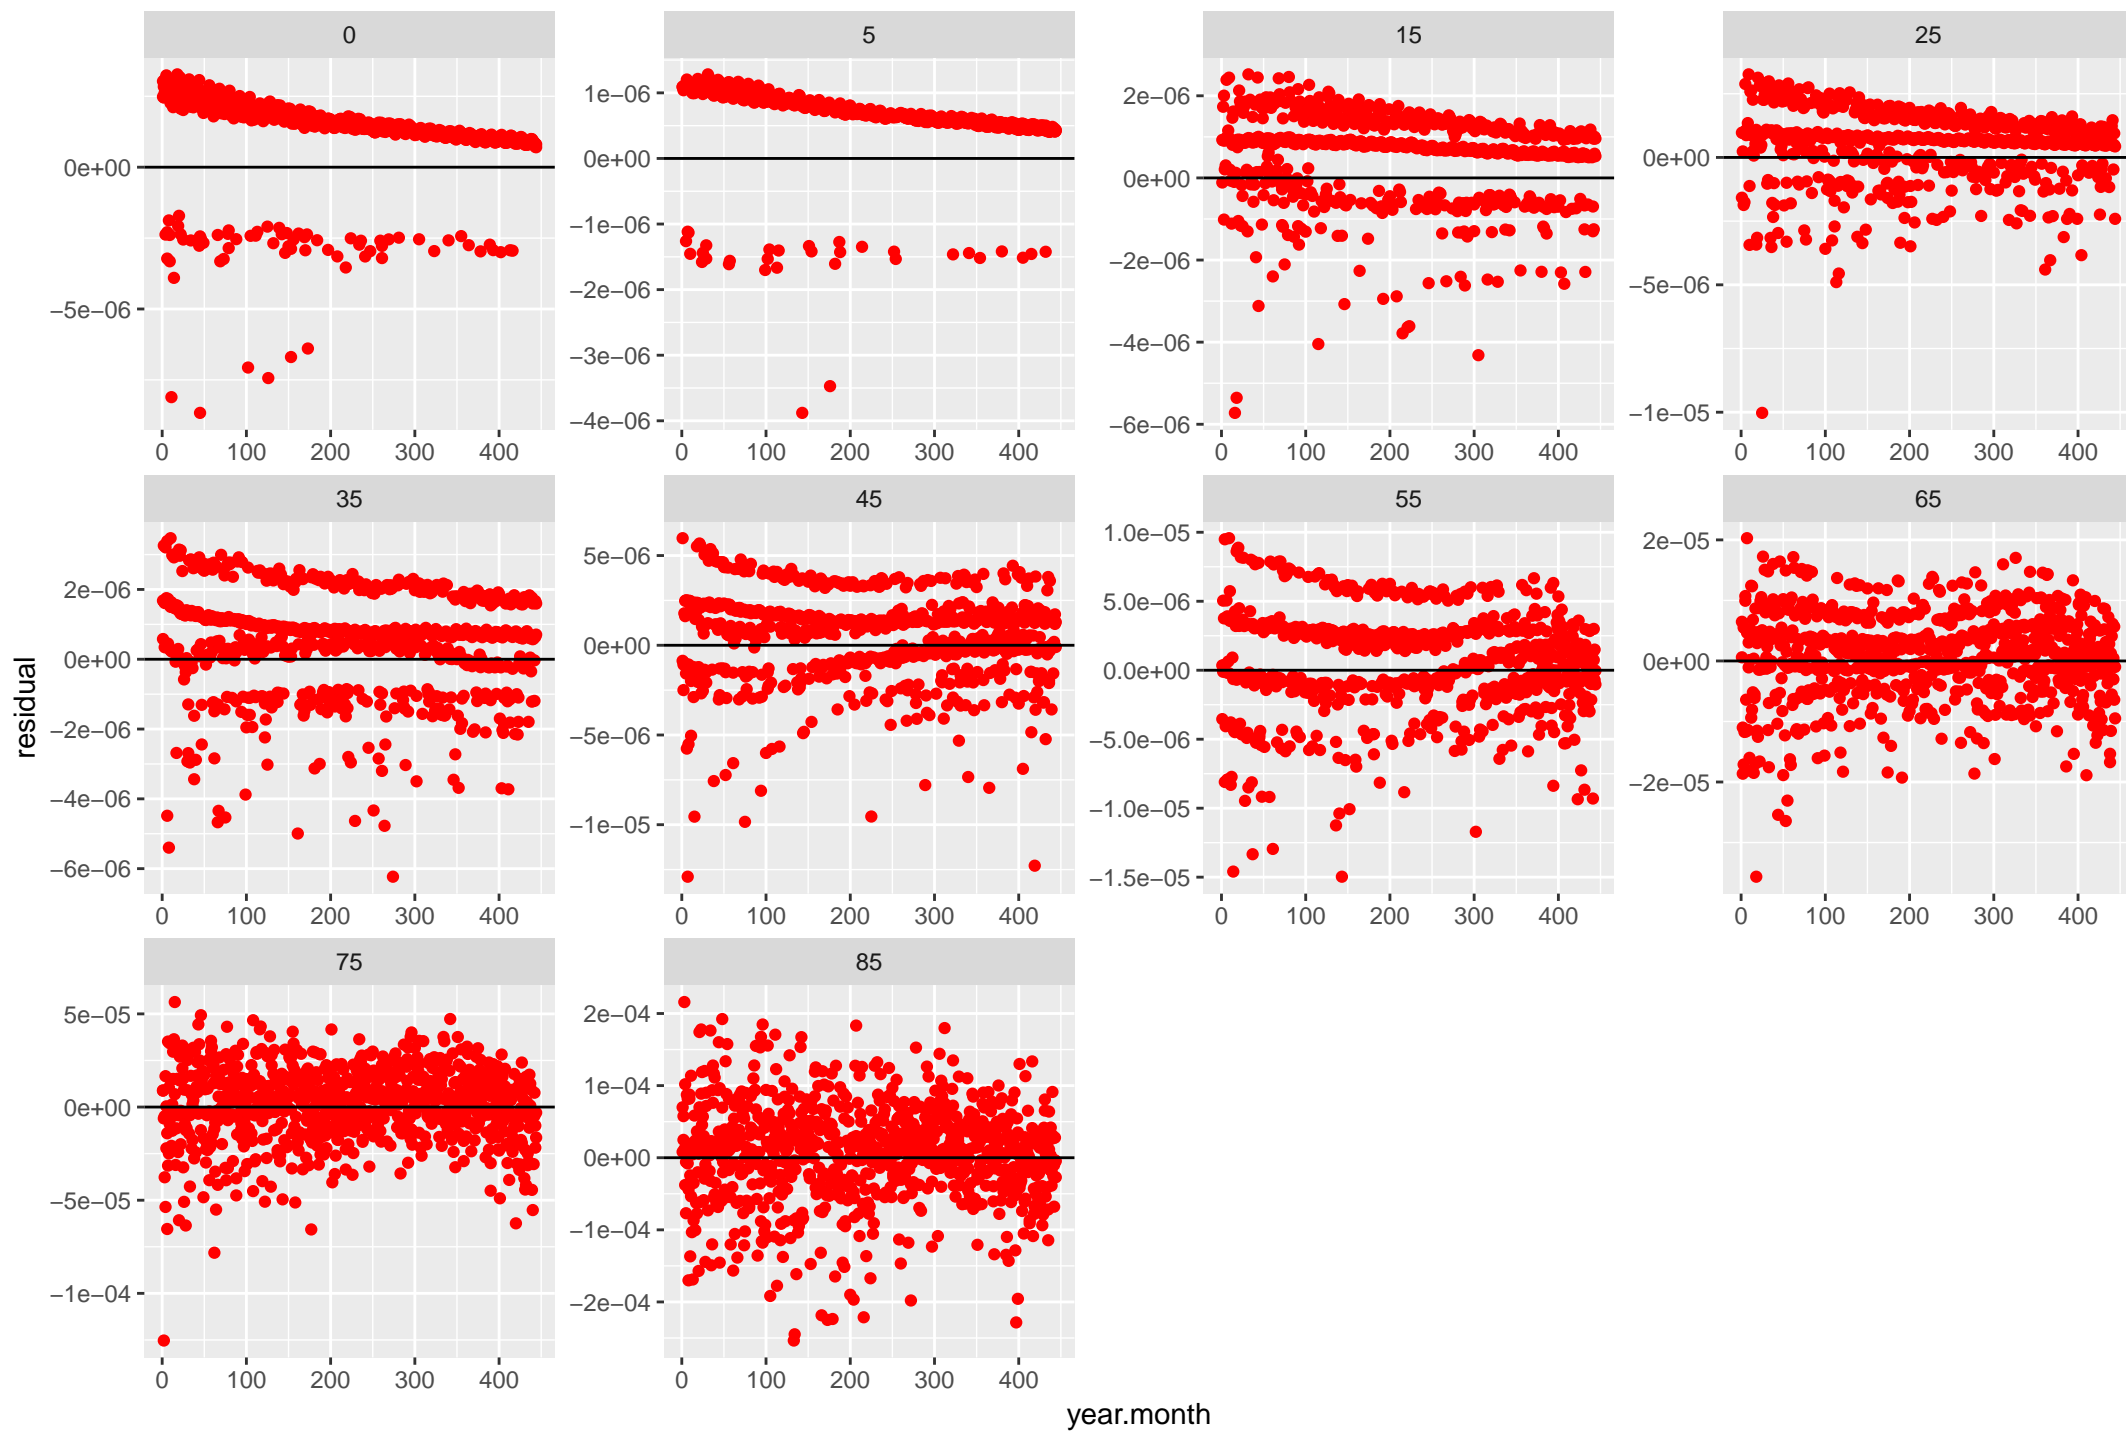 0 5 15 25
0e+00
−5e−06
0 100 200 300 400
1e−06
0e+00
−1e−06
−2e−06
−3e−06
−4e−06
0 100 200 300 400
2e−06
0e+00
−2e−06
−4e−06
−6e−06
0 100 200 300 400
0e+00
−5e−06
−1e−05
0 100 200 300 400
35 45 55 65
2e−06
0e+00
−2e−06
−4e−06
−6e−06
0 100 200 300 400
5e−06
0e+00
−5e−06
−1e−05
0 100 200 300 400
1.0e−05
5.0e−06
0.0e+00
−5.0e−06
−1.0e−05
−1.5e−05
0 100 200 300 400
2e−05
0e+00
−2e−05
0 100 200 300 400
75 85
5e−05
0e+00
−5e−05
−1e−04
0 100 200 300 400
2e−04
1e−04
0e+00
−1e−04
−2e−04
0 100 200 300 400
residual
year.month